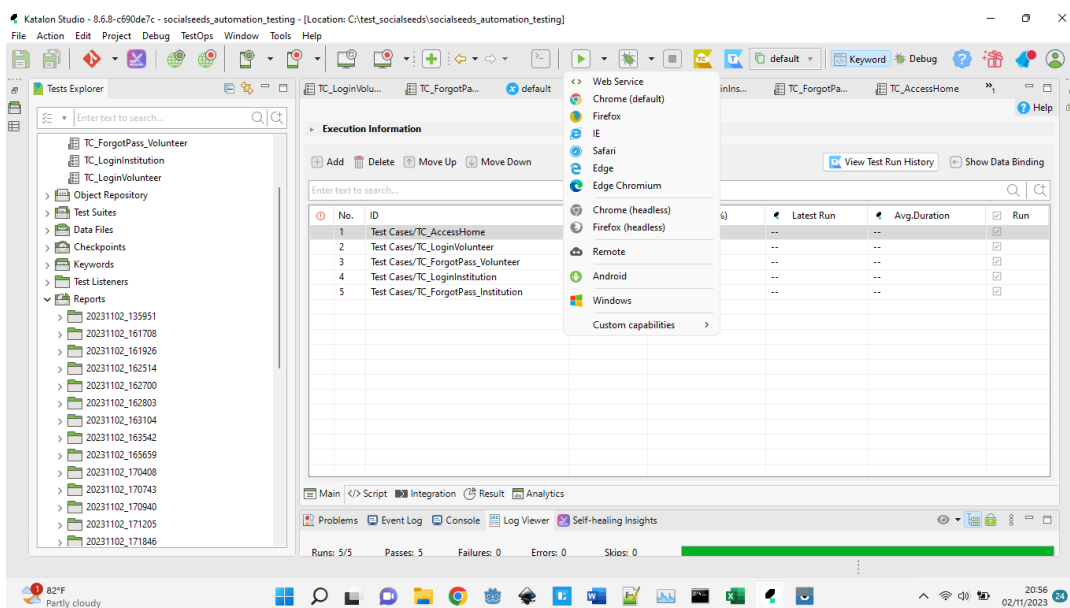 Katalon Studio - 8.6.8-c690de7c - socialseeds_automation_testing - [Location: C:\test_socialseeds\socialseeds_automation_testing]
File Action Edit Project Debug TestOps Window Tools Help
default Keyword Debug
Tests Explorer
Enter text to search...
TC_ForgotPass_Volunteer
TC_LoginInstitution
TC_LoginVolunteer
Object Repository
Test Suites
Data Files
Checkpoints
Keywords
Test Listeners
Reports
20231102_135951
20231102_161708
20231102_161926
20231102_162514
20231102_162700
20231102_162803
20231102_163104
20231102_163542
20231102_165659
20231102_170408
20231102_170743
20231102_170940
20231102_171205
20231102_171846
TC_LoginVolu... TC_ForgotPa... default inIns... TC_ForgotPa... TC_AccessHome »1
Help
Execution Information
Add Delete Move Up Move Down View Test Run History Show Data Binding
Enter text to search...
No. ID %) Latest Run Avg.Duration Run
1 Test Cases/TC_AccessHome -- --
2 Test Cases/TC_LoginVolunteer -- --
3 Test Cases/TC_ForgotPass_Volunteer -- --
4 Test Cases/TC_LoginInstitution -- --
5 Test Cases/TC_ForgotPass_Institution -- --
Web Service
Chrome (default)
Firefox
IE
Safari
Edge
Edge Chromium
Chrome (headless)
Firefox (headless)
Remote
Android
Windows
Custom capabilities
Main </> Script Integration Result Analytics
Problems Event Log Console Log Viewer Self-healing Insights
Runs: 5/5 Passes: 5 Failures: 0 Errors: 0 Skips: 0
1 82°F
Partly cloudy
20:56
02/11/2023
24